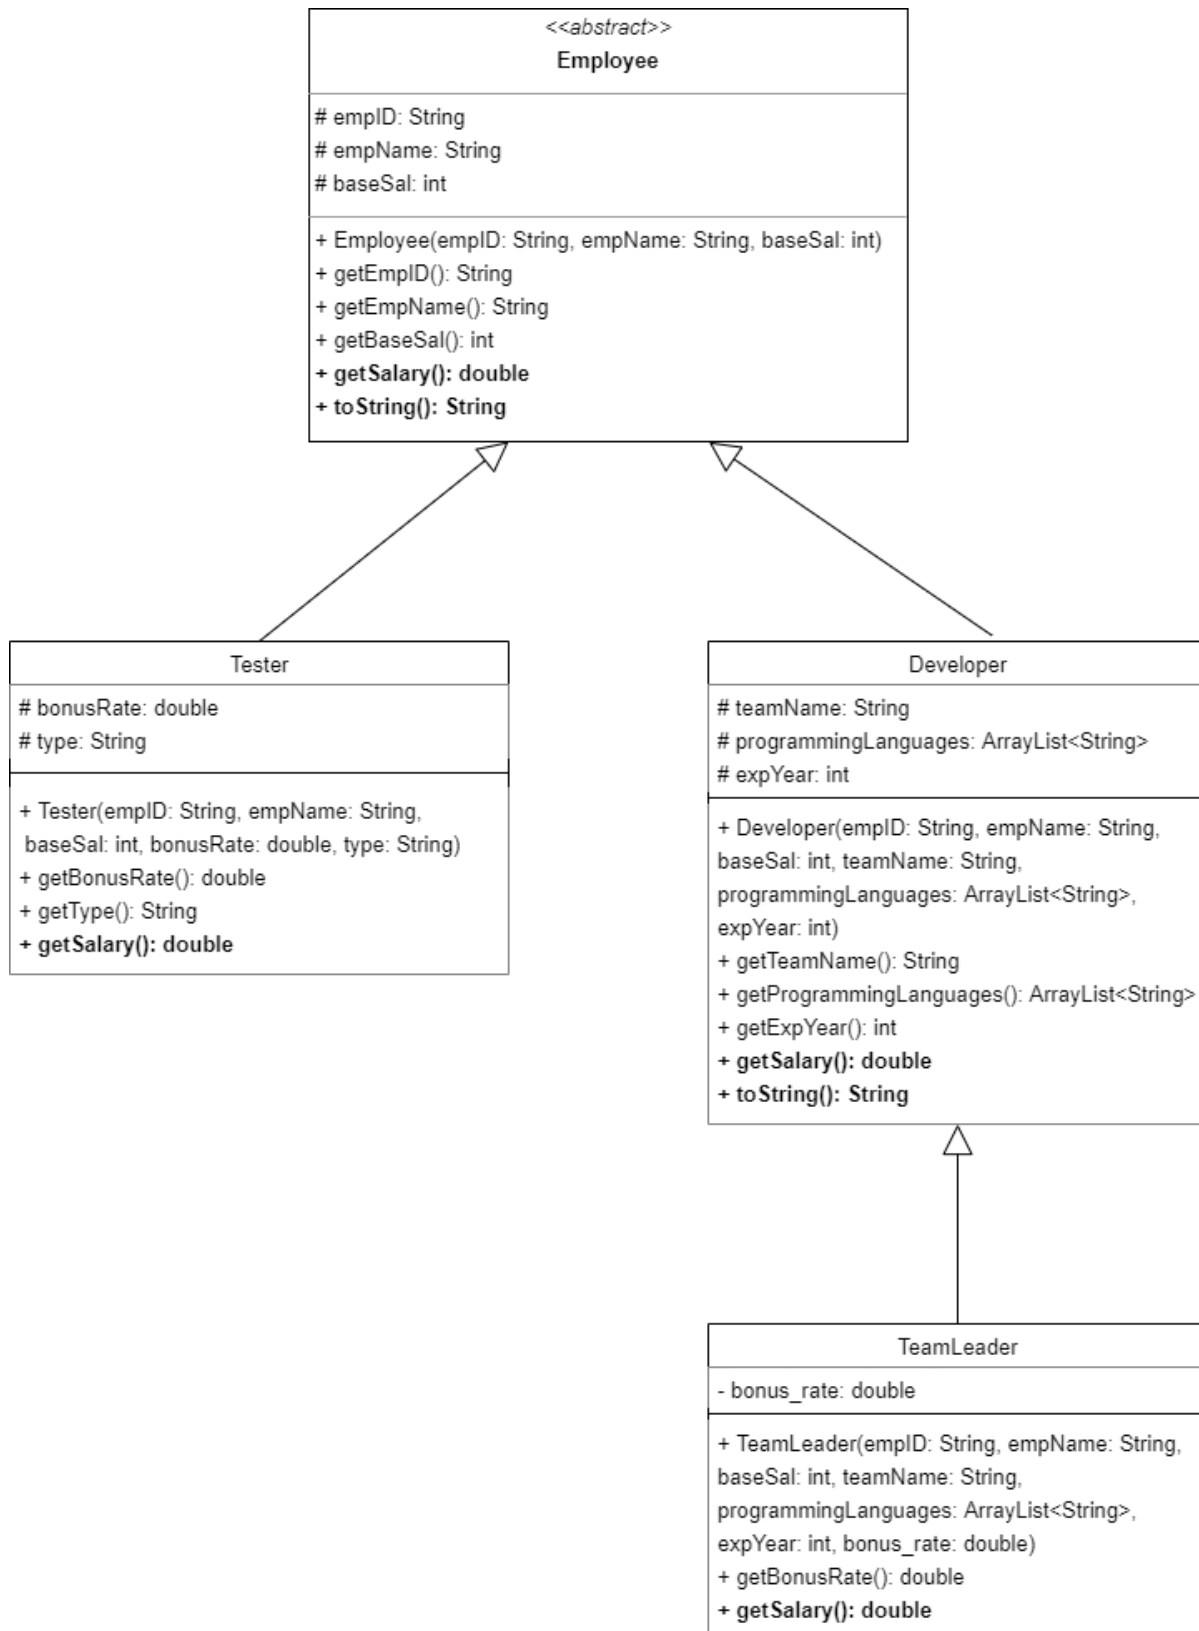 <<abstract>>
Employee
# empID: String
# empName: String
# baseSal: int
+ Employee(empID: String, empName: String, baseSal: int)
+ getEmpID(): String
+ getEmpName(): String
+ getBaseSal(): int
+ getSalary(): double
+ toString(): String
Tester
# bonusRate: double
# type: String
+ Tester(empID: String, empName: String,
baseSal: int, bonusRate: double, type: String)
+ getBonusRate(): double
+ getType(): String
+ getSalary(): double
Developer
# teamName: String
# programmingLanguages: ArrayList<String>
# expYear: int
+ Developer(empID: String, empName: String,
baseSal: int, teamName: String,
programmingLanguages: ArrayList<String>,
expYear: int)
+ getTeamName(): String
+ getProgrammingLanguages(): ArrayList<String>
+ getExpYear(): int
+ getSalary(): double
+ toString(): String
TeamLeader
- bonus_rate: double
+ TeamLeader(empID: String, empName: String,
baseSal: int, teamName: String,
programmingLanguages: ArrayList<String>,
expYear: int, bonus_rate: double)
+ getBonusRate(): double
+ getSalary(): double